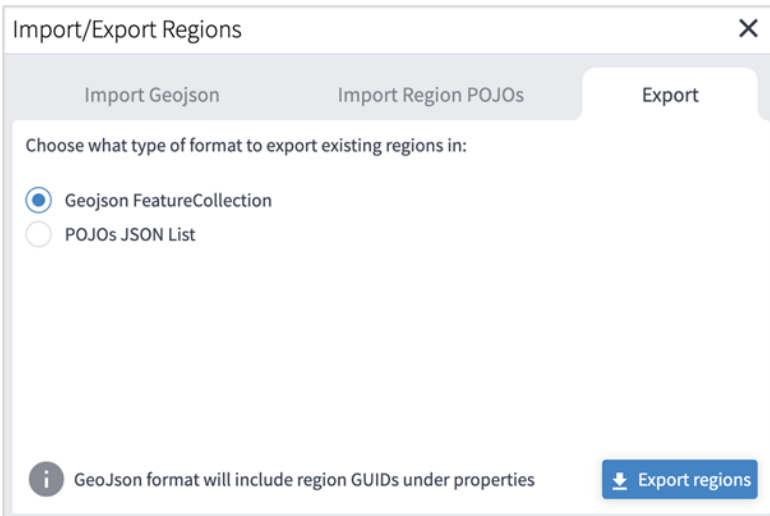 Import/Export Regions
Import Geojson
Import Region POJOs
Export
Choose what type of format to export existing regions in:
Geojson FeatureCollection
POJOs JSON List
GeoJson format will include region GUIDs under properties
Export regions